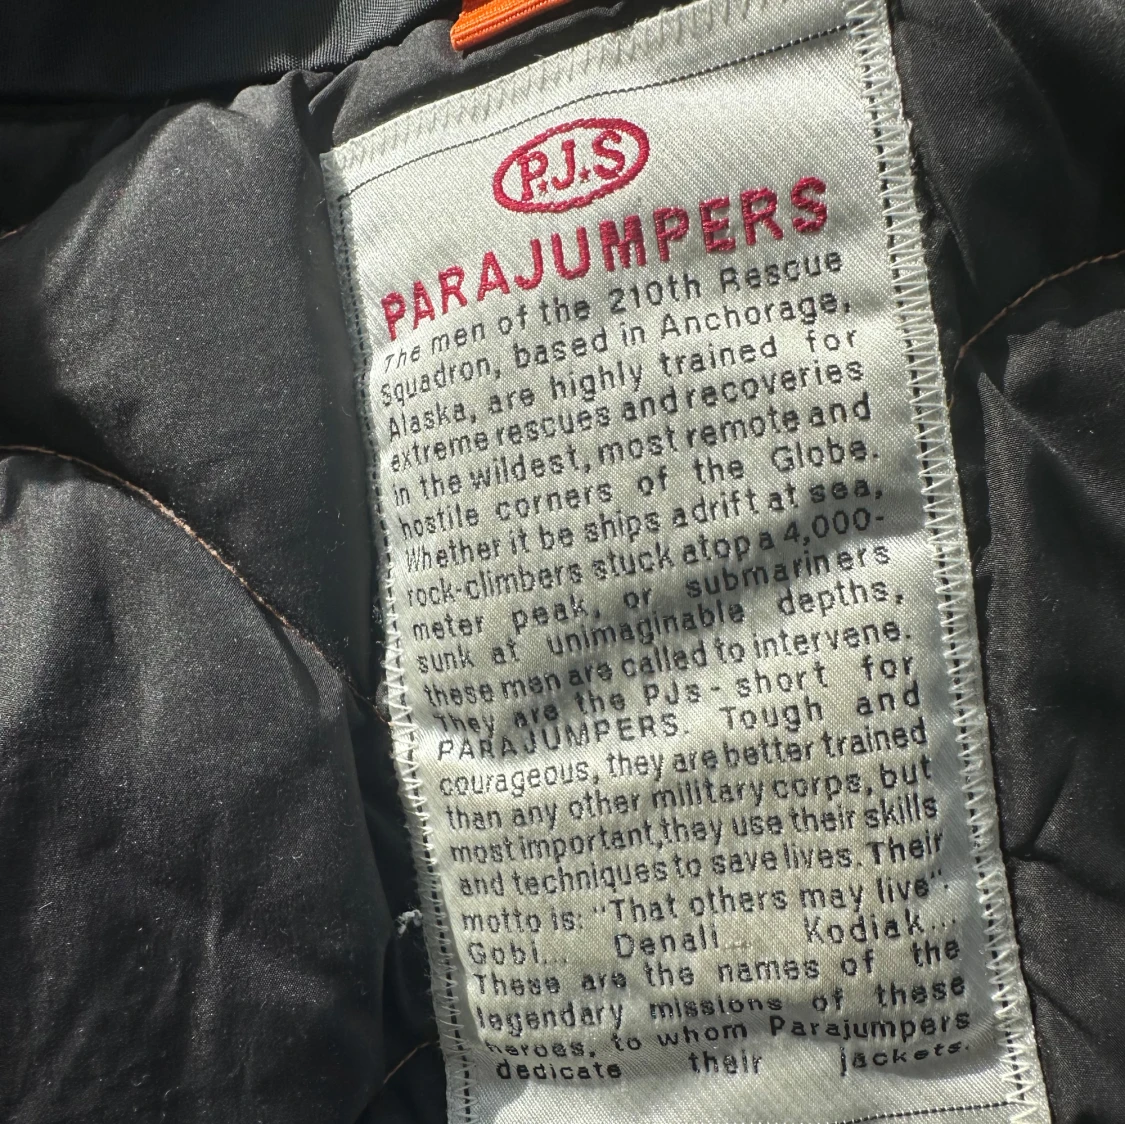 P.J.S
PARAJUMPERS
The men of the 210th Rescue
Squadron, based in Anchorage,
Alaska, are highly trained for
extreme rescues and recoveries
in the wildest, most remote and
hostile corners of the Globe.
Whether it be ships adrift at sea,
rock-climbers stuck atop a 4,000-
meter peak, or submariners
sunk at unimaginable depths,
these men are called to intervene.
They are the PJs - short for
PARAJUMPERS. Tough and
courageous, they are better trained
than any other military corps, but
most important, they use their skills
and techniques to save lives. Their
motto is: "That others may live".
Gobi... Denali... Kodiak...
These are the names of the
legendary missions of these
heroes, to whom Parajumpers
dedicate their jackets.